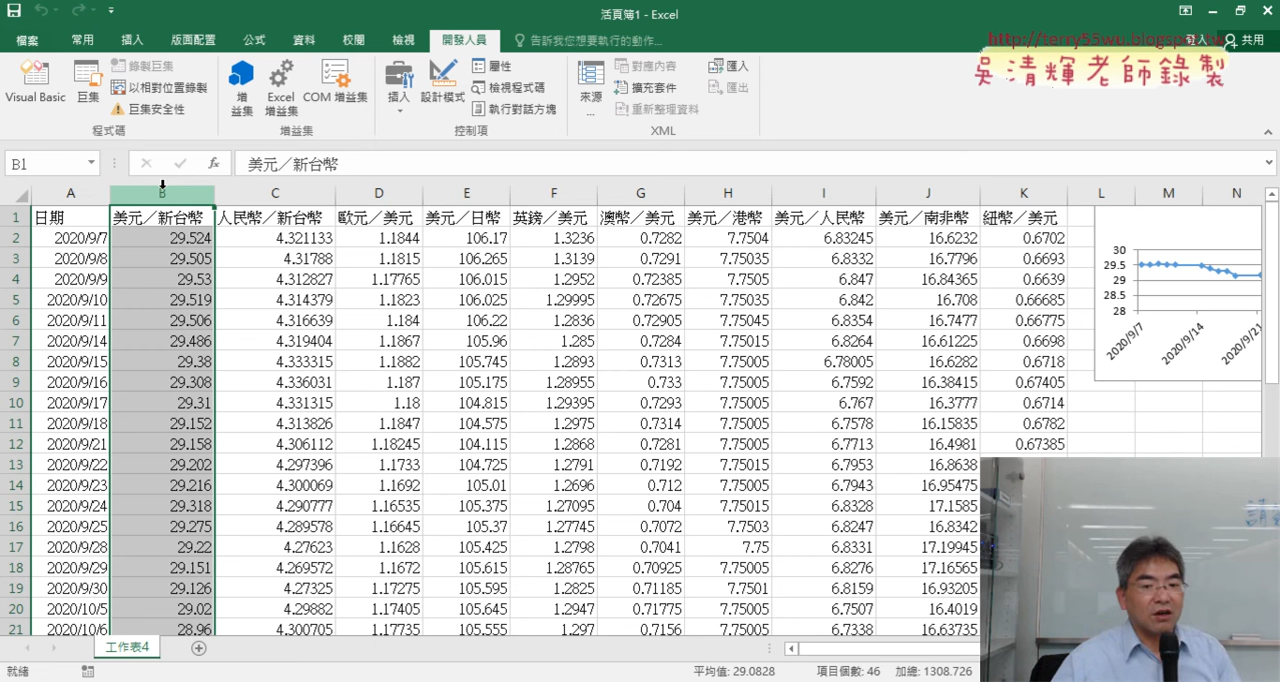 活頁簿1 - Excel
檔案 常用 插入 版面配置 公式 資料 校閱 檢視 開發人員 告訴我您想要執行的動作... 登入 共用
http://terry55wu.blogspot.tw
吳清輝老師錄製
Visual Basic 巨集 錄製巨集 以相對位置錄製 巨集安全性 程式碼
增益集 Excel 增益集 COM 增益集 增益集
插入 設計模式 屬性 檢視程式碼 執行對話方塊 控制項
來源 ... 對應內容 擴充套件 重新整理資料 匯入 匯出 XML
B1 fx 美元／新台幣
A B C D E F G H I J K L M N
1 日期 美元／新台幣 人民幣／新台幣 歐元／美元 美元／日幣 英鎊／美元 澳幣／美元 美元／港幣 美元／人民幣 美元／南非幣 紐幣／美元
2 2020/9/7 29.524 4.321133 1.1844 106.17 1.3236 0.7282 7.7504 6.83245 16.6232 0.6702
3 2020/9/8 29.505 4.31788 1.1815 106.265 1.3139 0.7291 7.75035 6.8332 16.7796 0.6693
4 2020/9/9 29.53 4.312827 1.17765 106.015 1.2952 0.72385 7.75035 6.847 16.84365 0.6639
5 2020/9/10 29.519 4.314379 1.1823 106.025 1.29995 0.72675 7.75035 6.842 16.708 0.66685
6 2020/9/11 29.506 4.316639 1.184 106.22 1.2836 0.72905 7.75045 6.8354 16.7477 0.66775
7 2020/9/14 29.486 4.319404 1.1867 105.96 1.285 0.7284 7.75015 6.8264 16.61225 0.6698
8 2020/9/15 29.38 4.333315 1.1882 105.745 1.2893 0.7313 7.75005 6.78005 16.6282 0.6718
9 2020/9/16 29.308 4.336031 1.187 105.175 1.28955 0.733 7.75005 6.7592 16.38415 0.67405
10 2020/9/17 29.31 4.331315 1.18 104.815 1.29395 0.7293 7.75005 6.767 16.3777 0.6714
11 2020/9/18 29.152 4.313826 1.1847 104.575 1.2975 0.7314 7.75005 6.7578 16.15835 0.6782
12 2020/9/21 29.158 4.306112 1.18245 104.115 1.2868 0.7281 7.75005 6.7713 16.4981 0.67385
13 2020/9/22 29.202 4.297396 1.1733 104.725 1.2791 0.7192 7.75015 6.7953 16.8638
14 2020/9/23 29.216 4.300069 1.1692 105.01 1.2696 0.712 7.75005 6.7943 16.95475
15 2020/9/24 29.318 4.290777 1.16535 105.375 1.27095 0.704 7.75015 6.8328 17.1585
16 2020/9/25 29.275 4.289578 1.16645 105.37 1.27745 0.7072 7.7503 6.8247 16.8342
17 2020/9/28 29.22 4.27623 1.1628 105.425 1.2798 0.7041 7.75 6.8331 17.19945
18 2020/9/29 29.151 4.269572 1.1672 105.615 1.28765 0.70925 7.75005 6.8276 17.16565
19 2020/9/30 29.126 4.27325 1.17275 105.595 1.2825 0.71185 7.7501 6.8159 16.93205
20 2020/10/5 29.02 4.29882 1.17405 105.645 1.2947 0.71775 7.75005 6.7507 16.4019
21 2020/10/6 28.96 4.300705 1.17735 105.555 1.297 0.7156 7.75005 6.7338 16.63735
30
29.5
29
28.5
28
2020/9/7 2020/9/14 2020/9/21
工作表4
就緒 平均值: 29.0828 項目個數: 46 加總: 1308.726